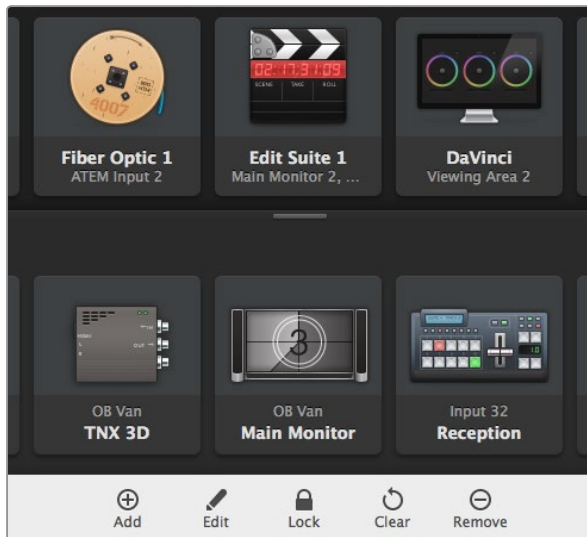 4007
02:17:31:09
SCENE TAKE ROLL
Fiber Optic 1
ATEM Input 2
Edit Suite 1
Main Monitor 2, ...
DaVinci
Viewing Area 2
OUT
3
OB Van
TNX 3D
OB Van
Main Monitor
Input 32
Reception
Add
Edit
Lock
Clear
Remove